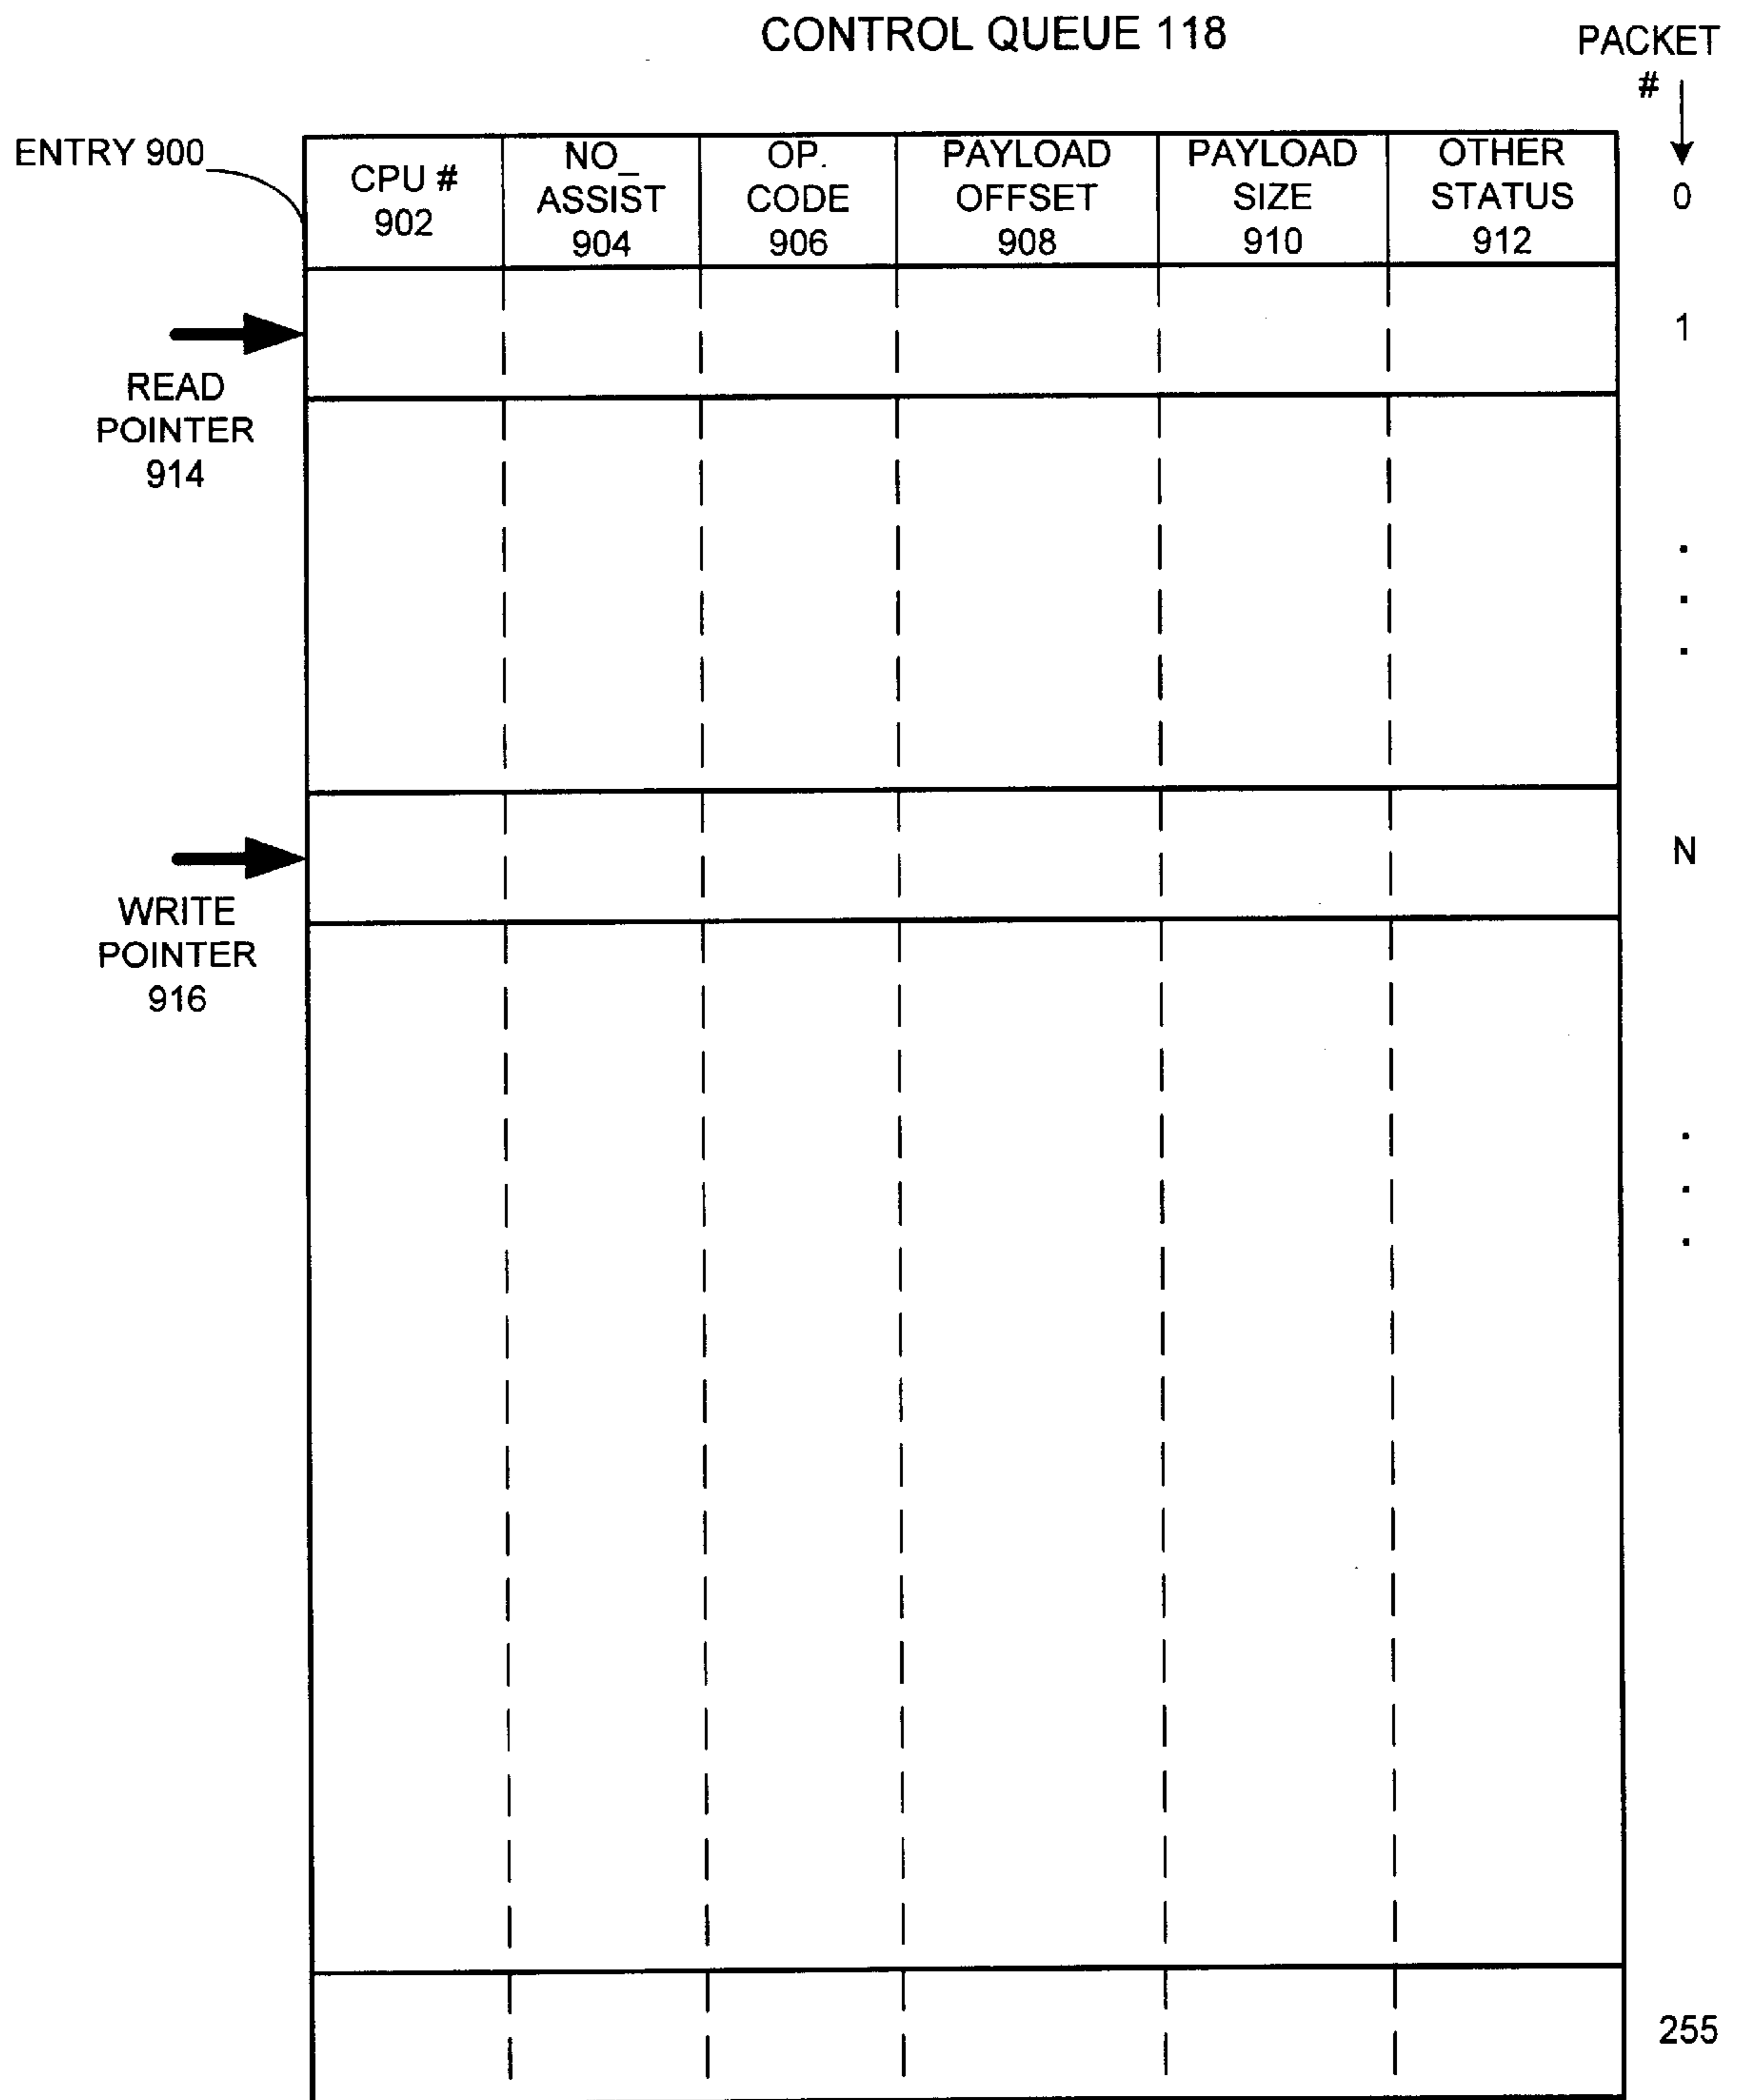 CONTROL QUEUE 118
PACKET
#
ENTRY 900
CPU #
902
NO_
ASSIST
904
OP.
CODE
906
PAYLOAD
OFFSET
908
PAYLOAD
SIZE
910
OTHER
STATUS
912
0
1
READ
POINTER
914
N
WRITE
POINTER
916
255